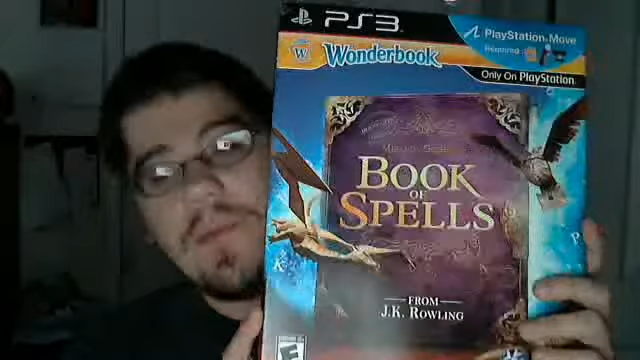 PS3
PlayStation Move
Required
W
Wonderbook
Only On PlayStation
BOOK
OF
SPELLS
FROM
J.K. ROWLING
E